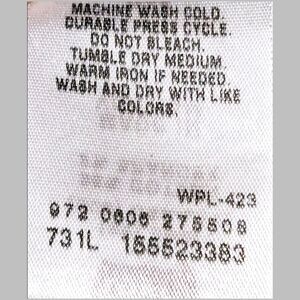 MACHINE WASH COLD.
DURABLE PRESS CYCLE.
DO NOT BLEACH.
TUMBLE DRY MEDIUM.
WARM IRON IF NEEDED.
WASH AND DRY WITH LIKE
COLORS.
WPL-423
972 0606 275508
731L 155523383